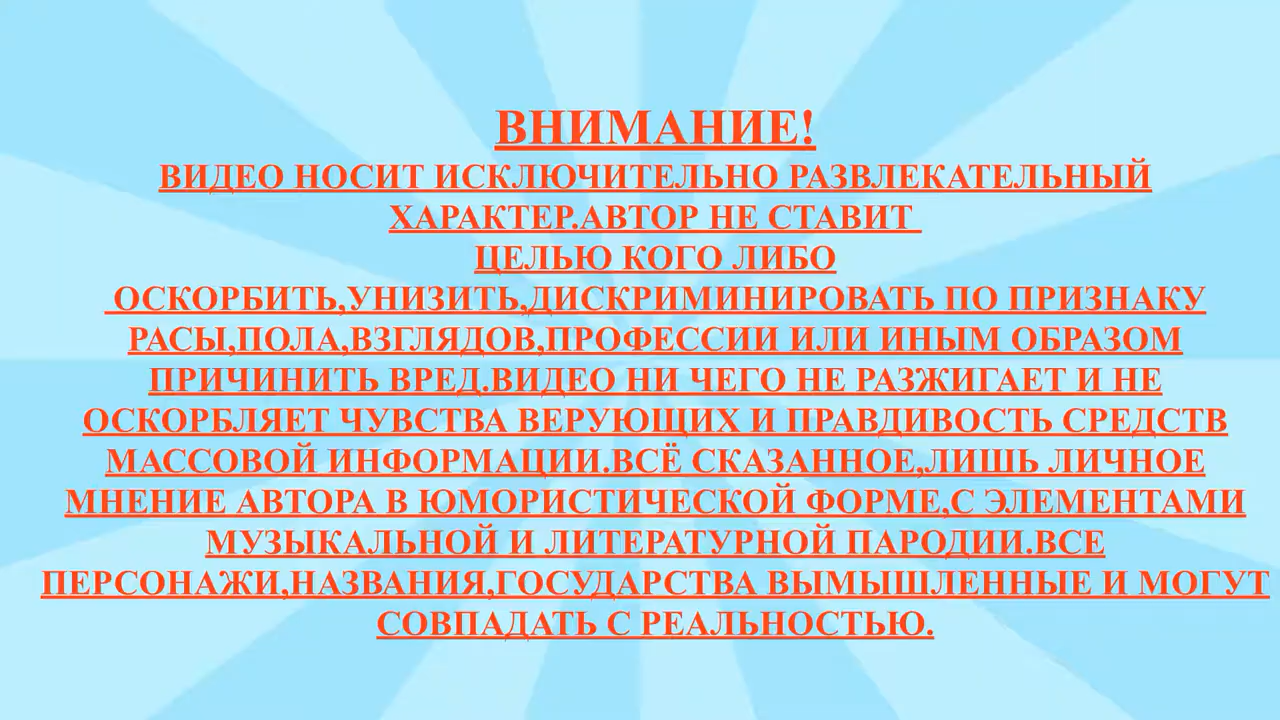 ВНИМАНИЕ!
ВИДЕО НОСИТ ИСКЛЮЧИТЕЛЬНО РАЗВЛЕКАТЕЛЬНЫЙ
ХАРАКТЕР.АВТОР НЕ СТАВИТ
ЦЕЛЬЮ КОГО ЛИБО
ОСКОРБИТЬ,УНИЗИТЬ,ДИСКРИМИНИРОВАТЬ ПО ПРИЗНАКУ
РАСЫ,ПОЛА,ВЗГЛЯДОВ,ПРОФЕССИИ ИЛИ ИНЫМ ОБРАЗОМ
ПРИЧИНИТЬ ВРЕД.ВИДЕО НИ ЧЕГО НЕ РАЗЖИГАЕТ И НЕ
ОСКОРБЛЯЕТ ЧУВСТВА ВЕРУЮЩИХ И ПРАВДИВОСТЬ СРЕДСТВ
МАССОВОЙ ИНФОРМАЦИИ.ВСЁ СКАЗАННОЕ,ЛИШЬ ЛИЧНОЕ
МНЕНИЕ АВТОРА В ЮМОРИСТИЧЕСКОЙ ФОРМЕ,С ЭЛЕМЕНТАМИ
МУЗЫКАЛЬНОЙ И ЛИТЕРАТУРНОЙ ПАРОДИИ.ВСЕ
ПЕРСОНАЖИ,НАЗВАНИЯ,ГОСУДАРСТВА ВЫМЫШЛЕННЫЕ И МОГУТ
СОВПАДАТЬ С РЕАЛЬНОСТЬЮ.